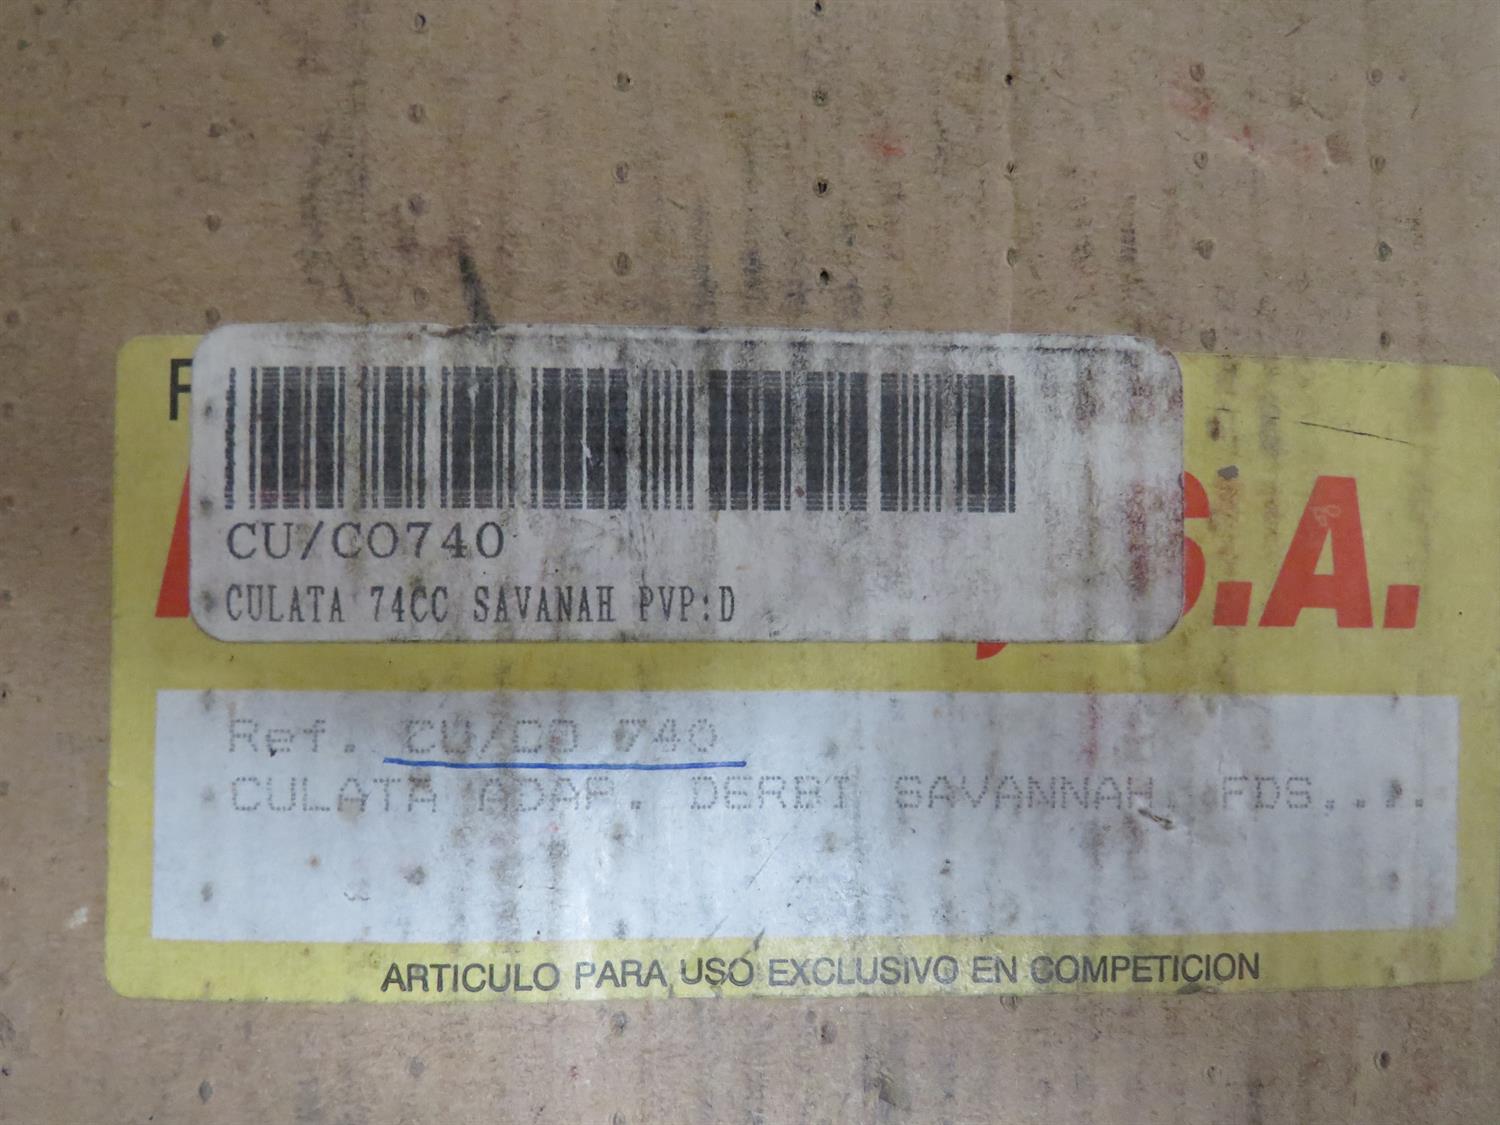 CU/CO740
CULATA 74CC SAVANAH PVP:D
S.A.
Ref. CU/CO 740
CULATA ADAP. DERBI SAVANNAH, FDS...
ARTICULO PARA USO EXCLUSIVO EN COMPETICION